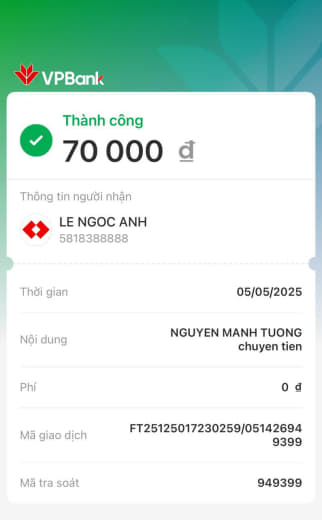 VPBank
Thành công
70 000 đ
Thông tin người nhận
LE NGOC ANH
5818388888
Thời gian 05/05/2025
Nội dung NGUYEN MANH TUONG
chuyen tien
Phí 0 đ
Mã giao dịch FT25125017230259/05142694
9399
Mã tra soát 949399